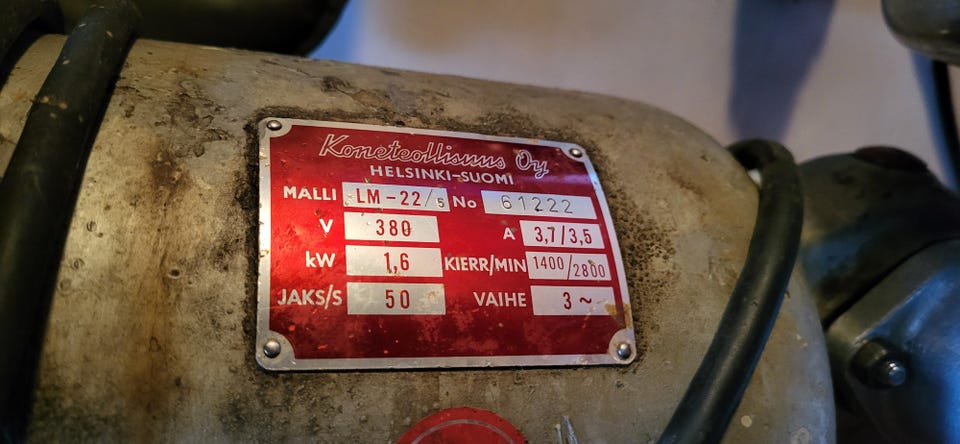 Koneteollisuus Oy
HELSINKI-SUOMI
MALLI LM-22/s No 61222
V 380 A 3,7/3,5
kW 1,6 KIERR/MIN 1400/2800
JAKS/S 50 VAIHE 3~